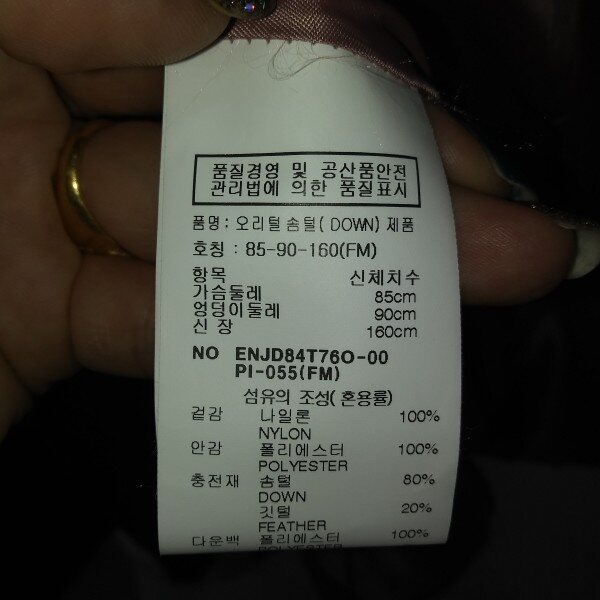 품질경영 및 공산품안전
관리법에 의한 품질표시
품명; 오리털 솜털( DOWN) 제품
호칭 : 85-90-160(FM)
항목 신체치수
가슴둘레 85cm
엉덩이둘레 90cm
신 장 160cm
NO ENJD84T76O-00
PI-055(FM)
섬유의 조성( 혼용률)
겉감 나일론 100%
NYLON
안감 폴리에스터 100%
POLYESTER
충전재 솜털 80%
DOWN
깃털 20%
FEATHER
다운백 폴리에스터 100%
POLYESTER